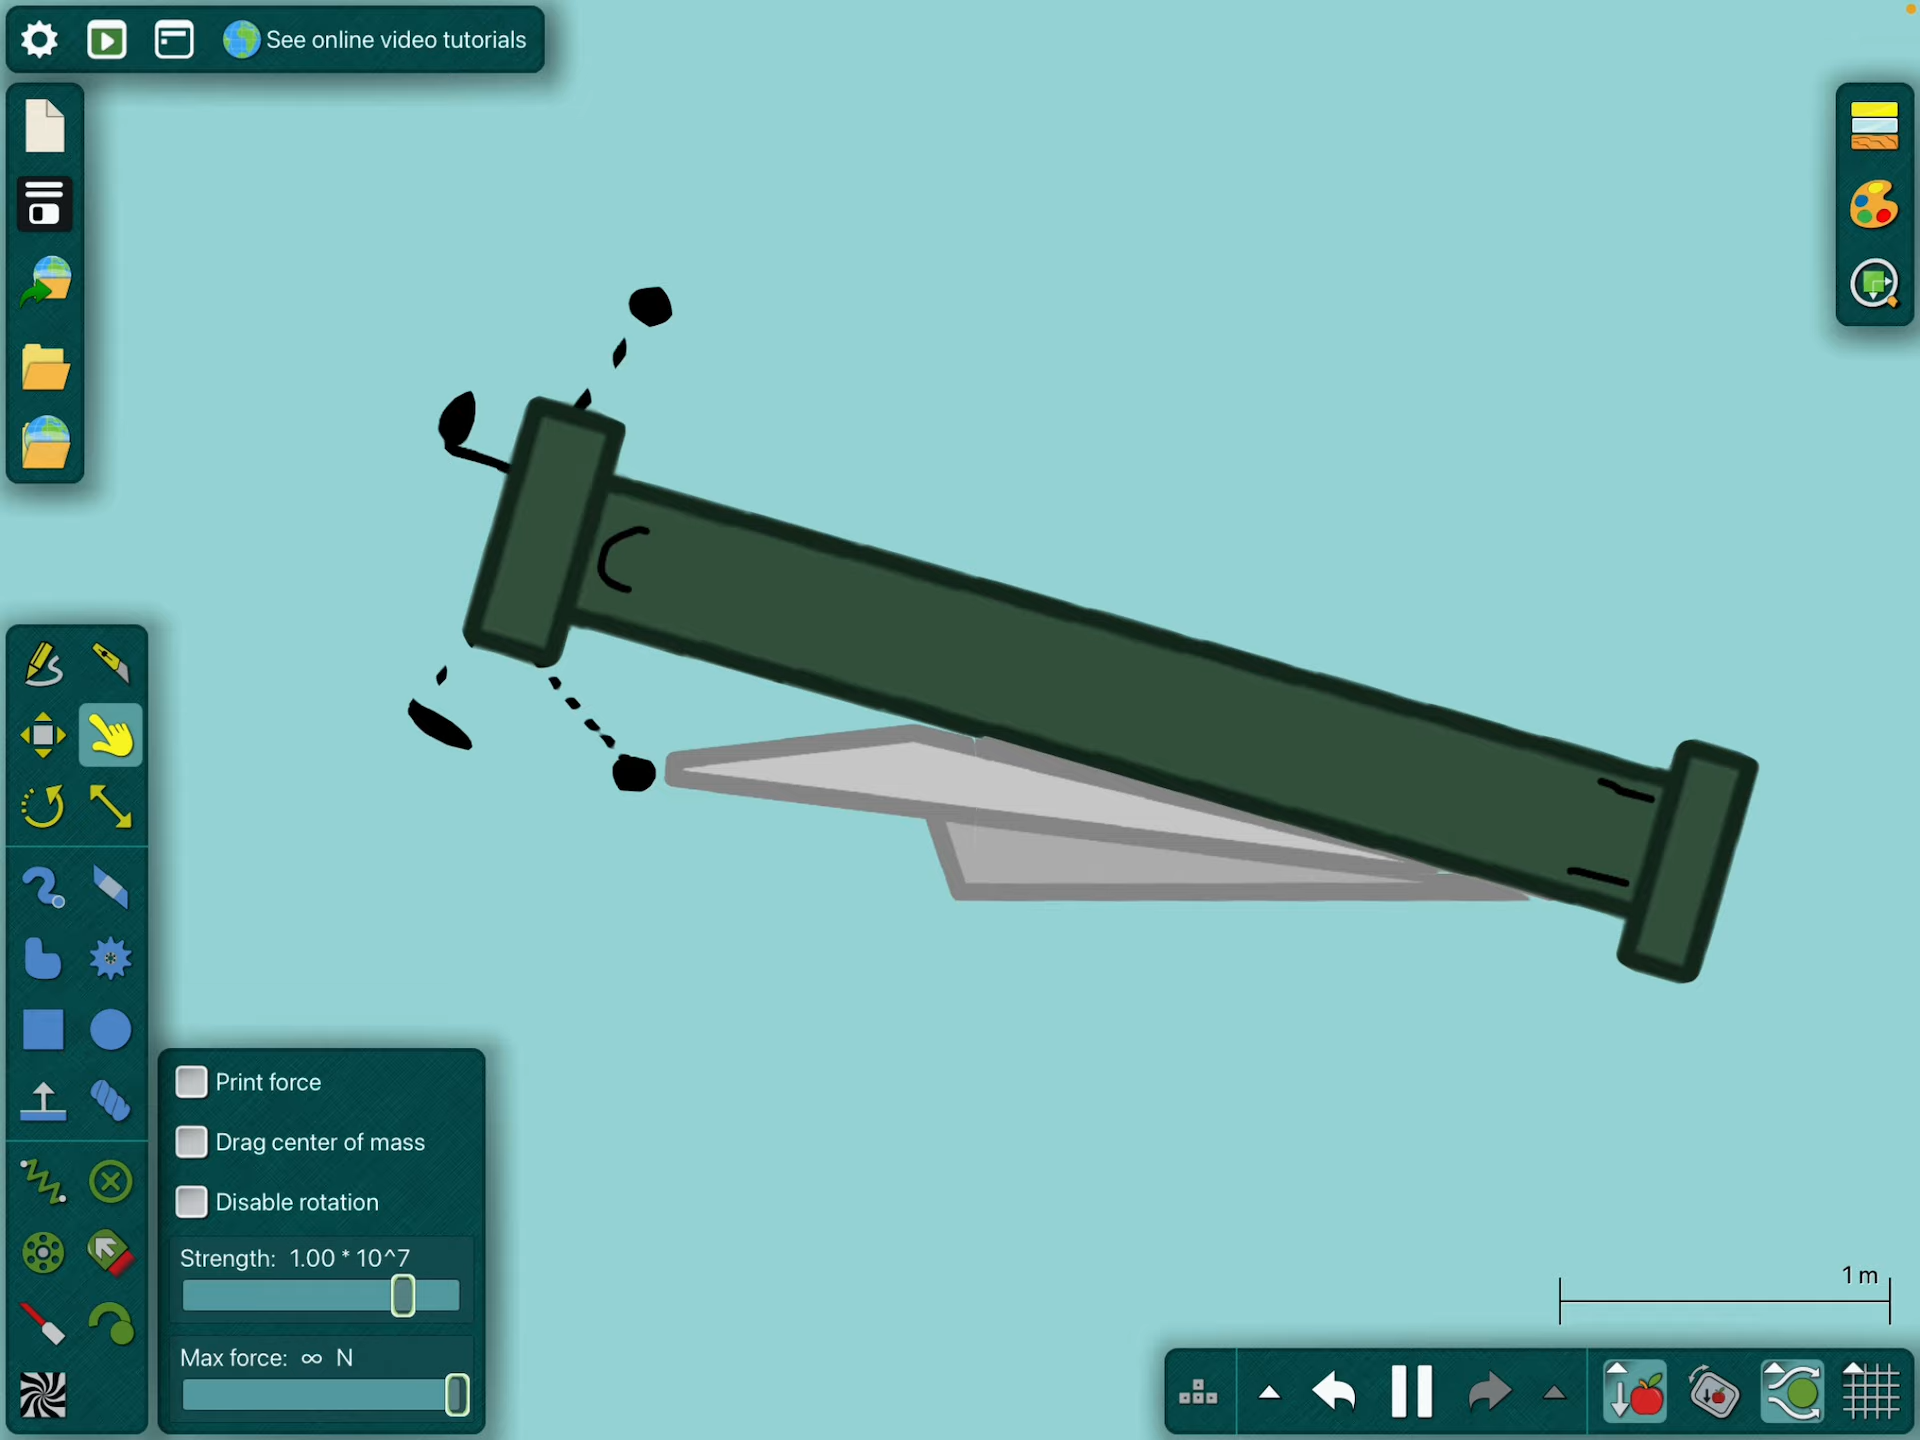 See online video tutorials
Print force
Drag center of mass
Disable rotation
Strength: 1.00 * 10^7
Max force: ∞ N
1 m